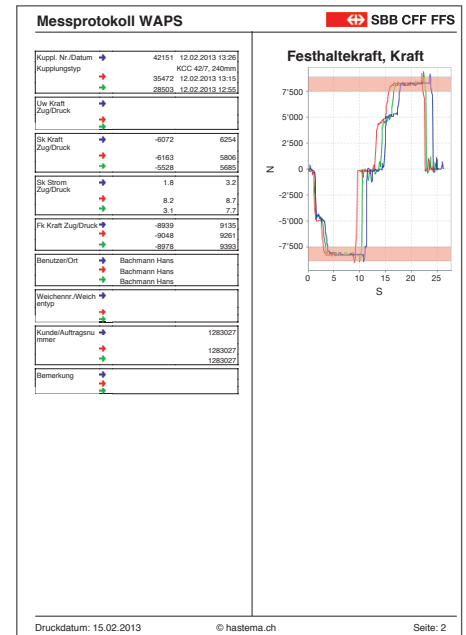 Messprotokoll WAPS
SBB CFF FFS
Kuppl. Nr./Datum 42151 12.02.2013 13:26
Kupplungstyp KCC 42/7, 240mm
35472 12.02.2013 13:15
28503 12.02.2013 12:55
Uw Kraft
Zug/Druck
Sk Kraft -6072 6254
Zug/Druck
-6163 5806
-5528 5685
Sk Strom 1.8 3.2
Zug/Druck
8.2 8.7
3.1 7.7
Fk Kraft Zug/Druck -8939 9135
-9048 9261
-8978 9393
Benutzer/Ort Bachmann Hans
Bachmann Hans
Bachmann Hans
Weichennr./Weich
entyp
Kunde/Auftragsnu 1283027
mmer
1283027
1283027
Bemerkung
Festhaltekraft, Kraft
7'500
5'000
2'500
0
-2'500
-5'000
-7'500
N
0 5 10 15 20 25
S
Druckdatum: 15.02.2013 © hastema.ch Seite: 2